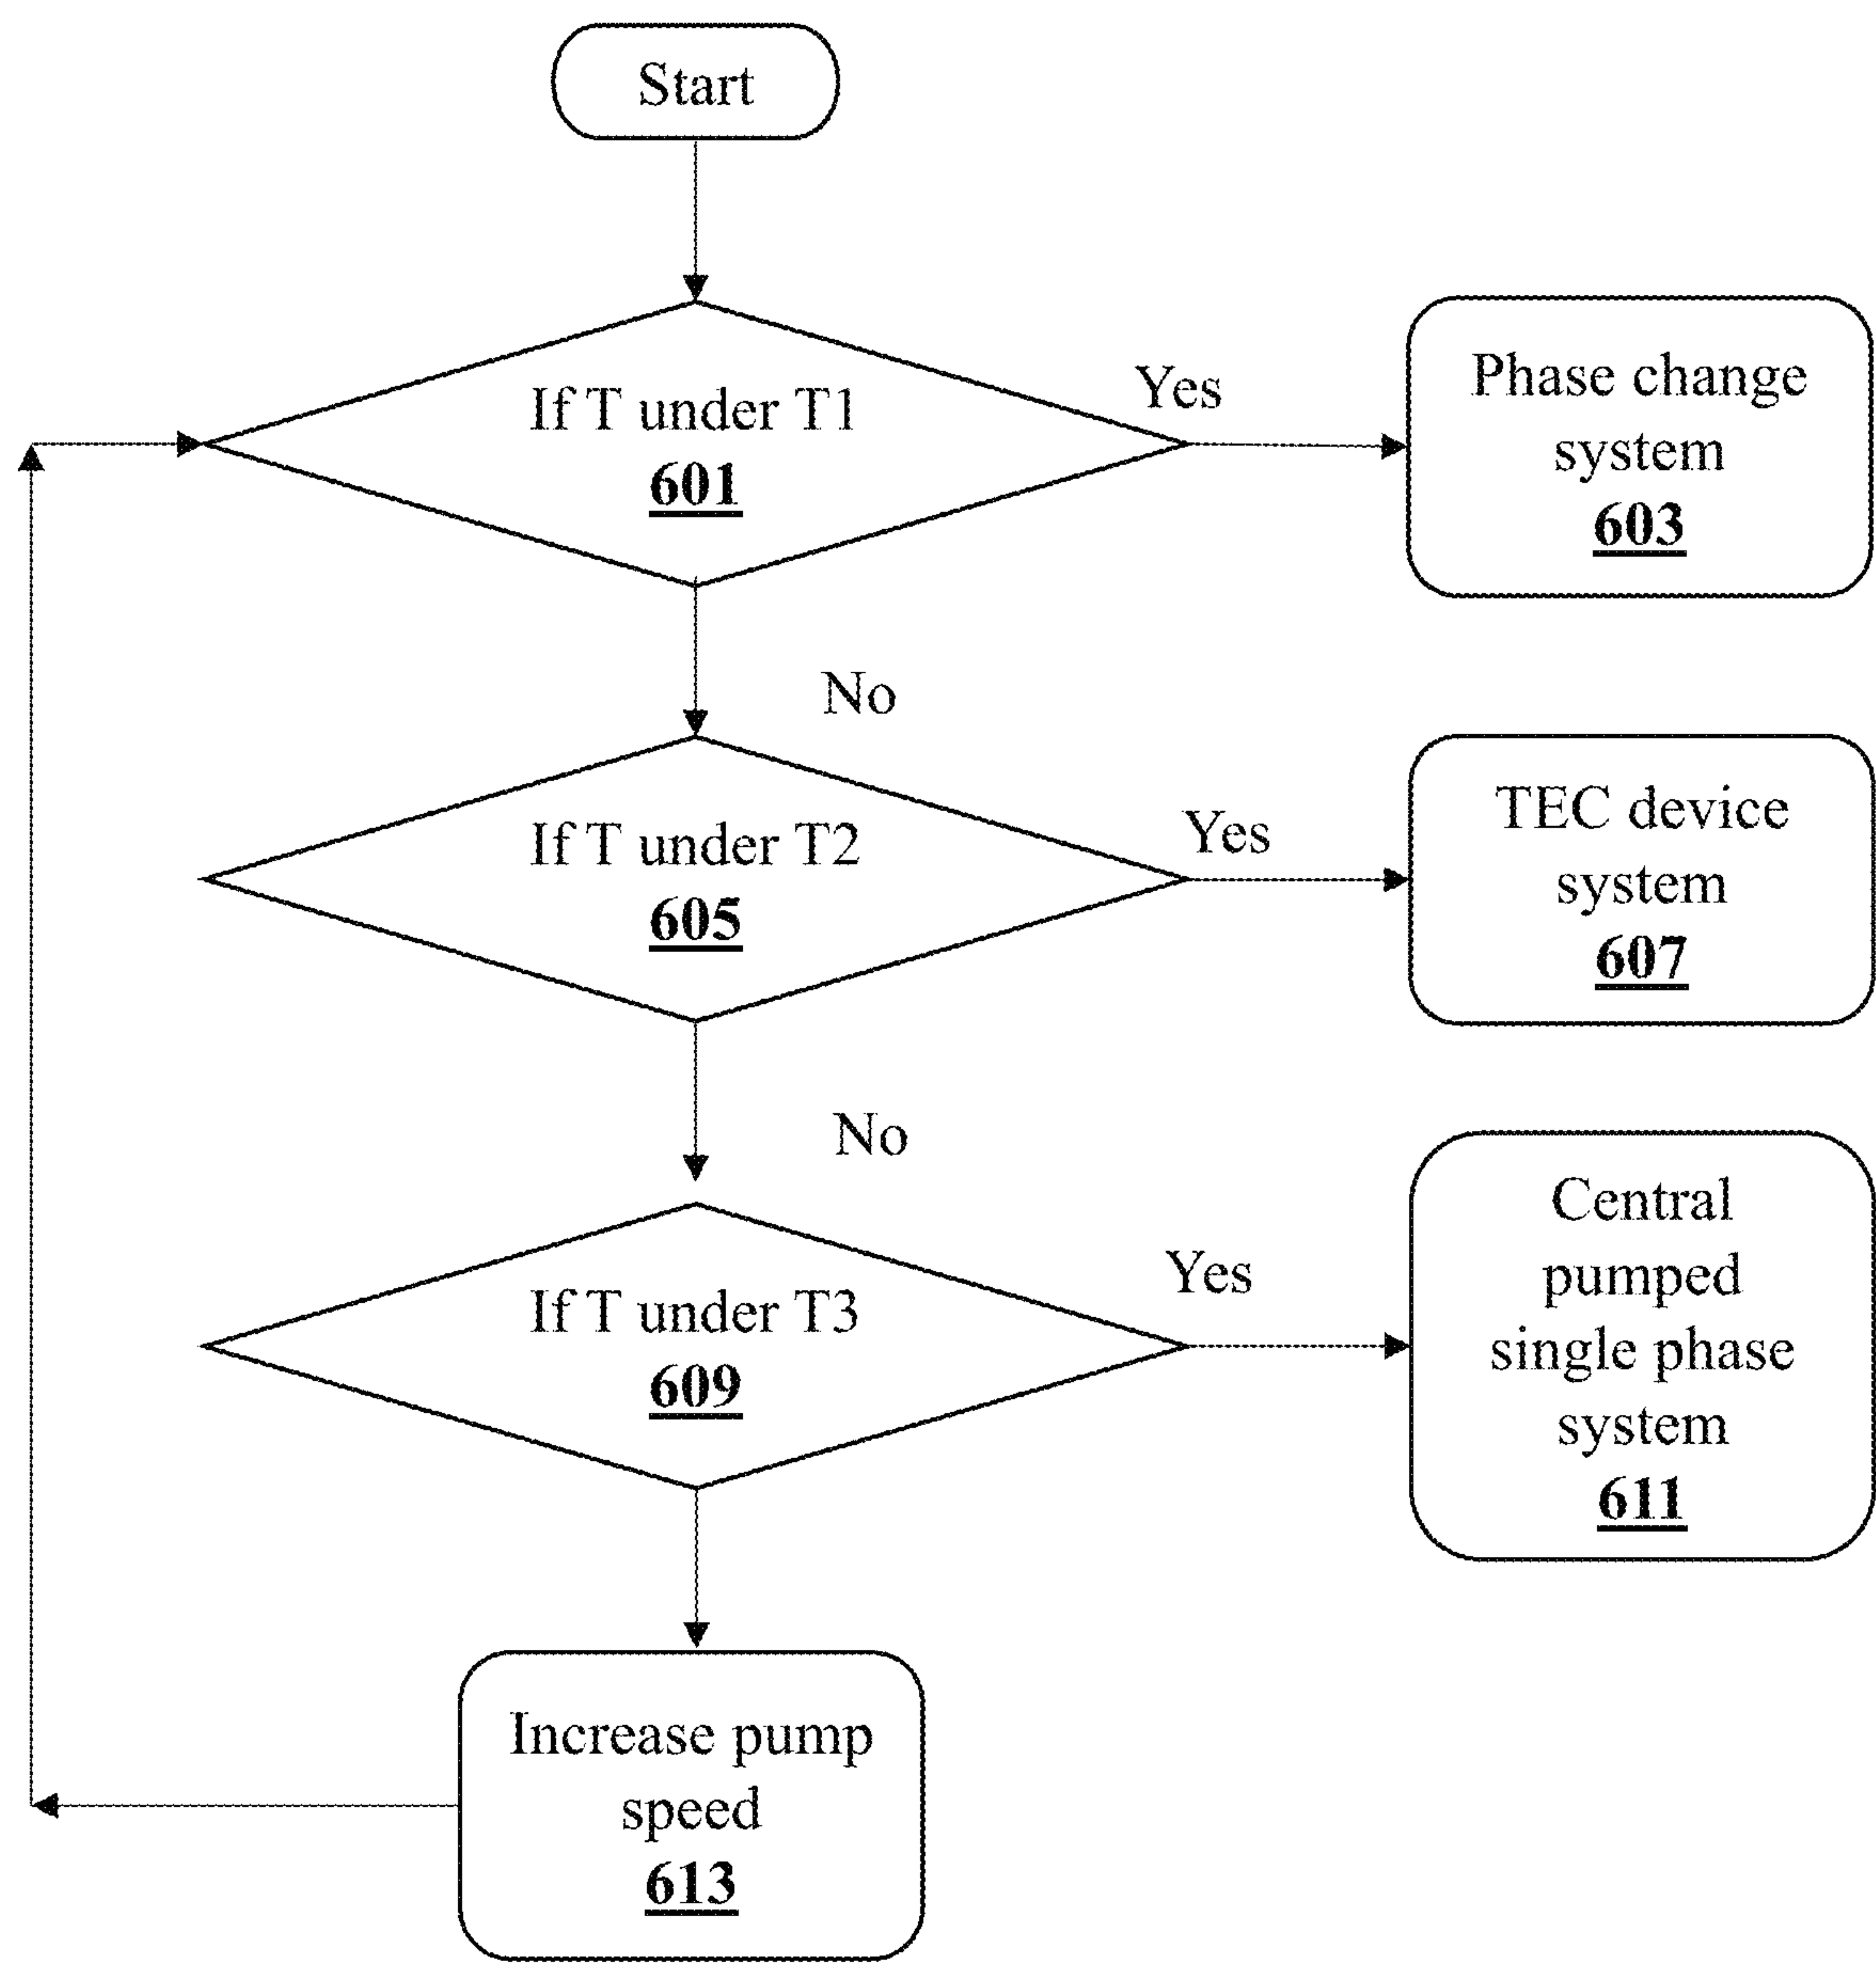 Start
If T under T1
601
Yes
Phase change
system
603
No
If T under T2
605
Yes
TEC device
system
607
No
If T under T3
609
Yes
Central
pumped
single phase
system
611
Increase pump
speed
613